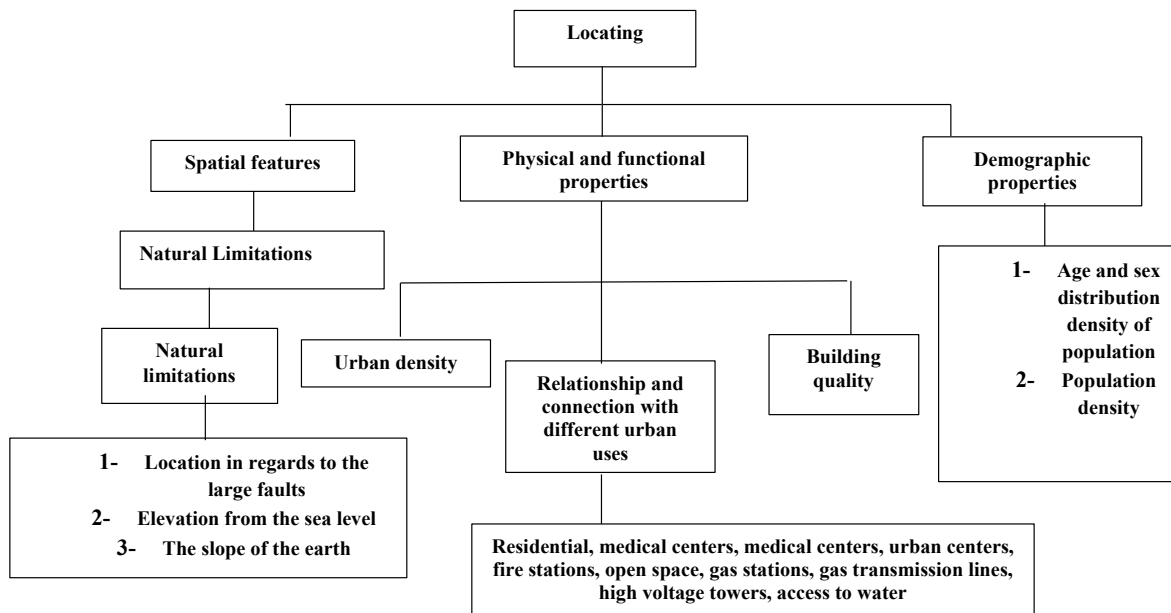 Locating
Spatial features
Physical and functional
properties
Demographic
properties
Natural Limitations
Natural
limitations
Urban density
Relationship and
connection with
different urban
uses
Building
quality
1- Age and sex
distribution
density of
population
2- Population
density
1- Location in regards to the
large faults
2- Elevation from the sea level
3- The slope of the earth
Residential, medical centers, medical centers, urban centers,
fire stations, open space, gas stations, gas transmission lines,
high voltage towers, access to water